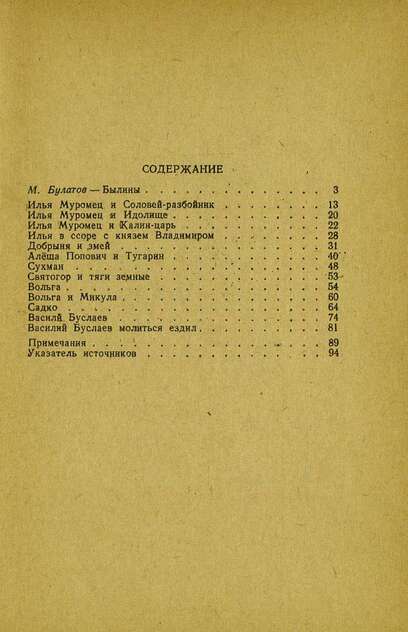 СОДЕРЖАНИЕ
М. Булатов — Былины . . . . . . . . . . . . . . 3
Илья Муромец и Соловей-разбойник . . . . . . . . 13
Илья Муромец и Идолище . . . . . . . . . . . . 20
Илья Муромец и Калин-царь . . . . . . . . . . . 22
Илья в ссоре с князем Владимиром . . . . . . . . 28
Добрыня и змей . . . . . . . . . . . . . . . . 31
Алёша Попович и Тугарин . . . . . . . . . . . . 40
Сухман . . . . . . . . . . . . . . . . . . . . 48
Святогор и тяги земные . . . . . . . . . . . . . 53
Вольга . . . . . . . . . . . . . . . . . . . . 54
Вольга и Микула . . . . . . . . . . . . . . . . 60
Садко . . . . . . . . . . . . . . . . . . . . 64
Василй Буслаев . . . . . . . . . . . . . . . . 74
Василий Буслаев молиться ездил . . . . . . . . . 81
Примечания . . . . . . . . . . . . . . . . . . 89
Указатель источников . . . . . . . . . . . . . . 94